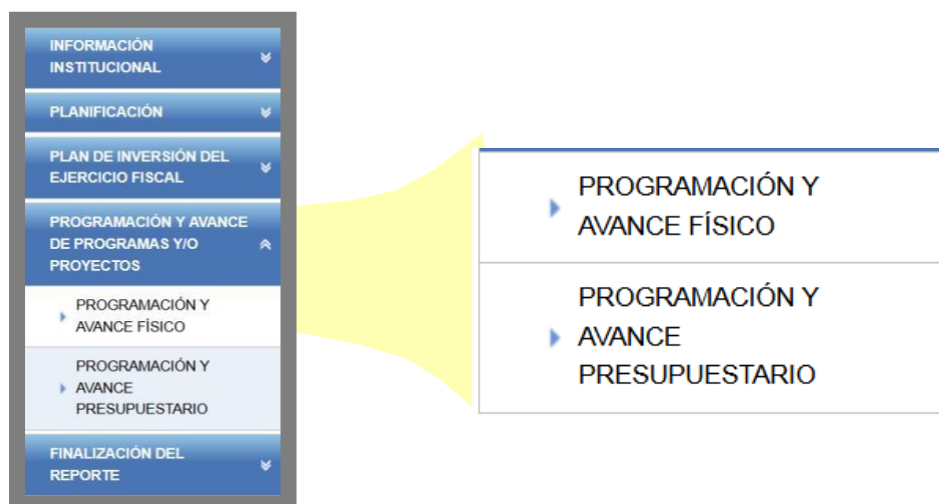 INFORMACIÓN
INSTITUCIONAL
PLANIFICACIÓN
PLAN DE INVERSIÓN DEL
EJERCICIO FISCAL
PROGRAMACIÓN Y AVANCE
DE PROGRAMAS Y/O
PROYECTOS
PROGRAMACIÓN Y
AVANCE FÍSICO
PROGRAMACIÓN Y
AVANCE
PRESUPUESTARIO
FINALIZACIÓN DEL
REPORTE
PROGRAMACIÓN Y
AVANCE FÍSICO
PROGRAMACIÓN Y
AVANCE
PRESUPUESTARIO